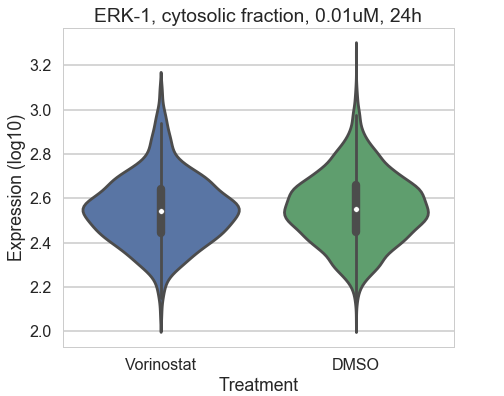 ERK-1, cytosolic fraction, 0.01uM, 24h
Expression (log10)
3.2
3.0
2.8
2.6
2.4
2.2
2.0
Vorinostat DMSO
Treatment